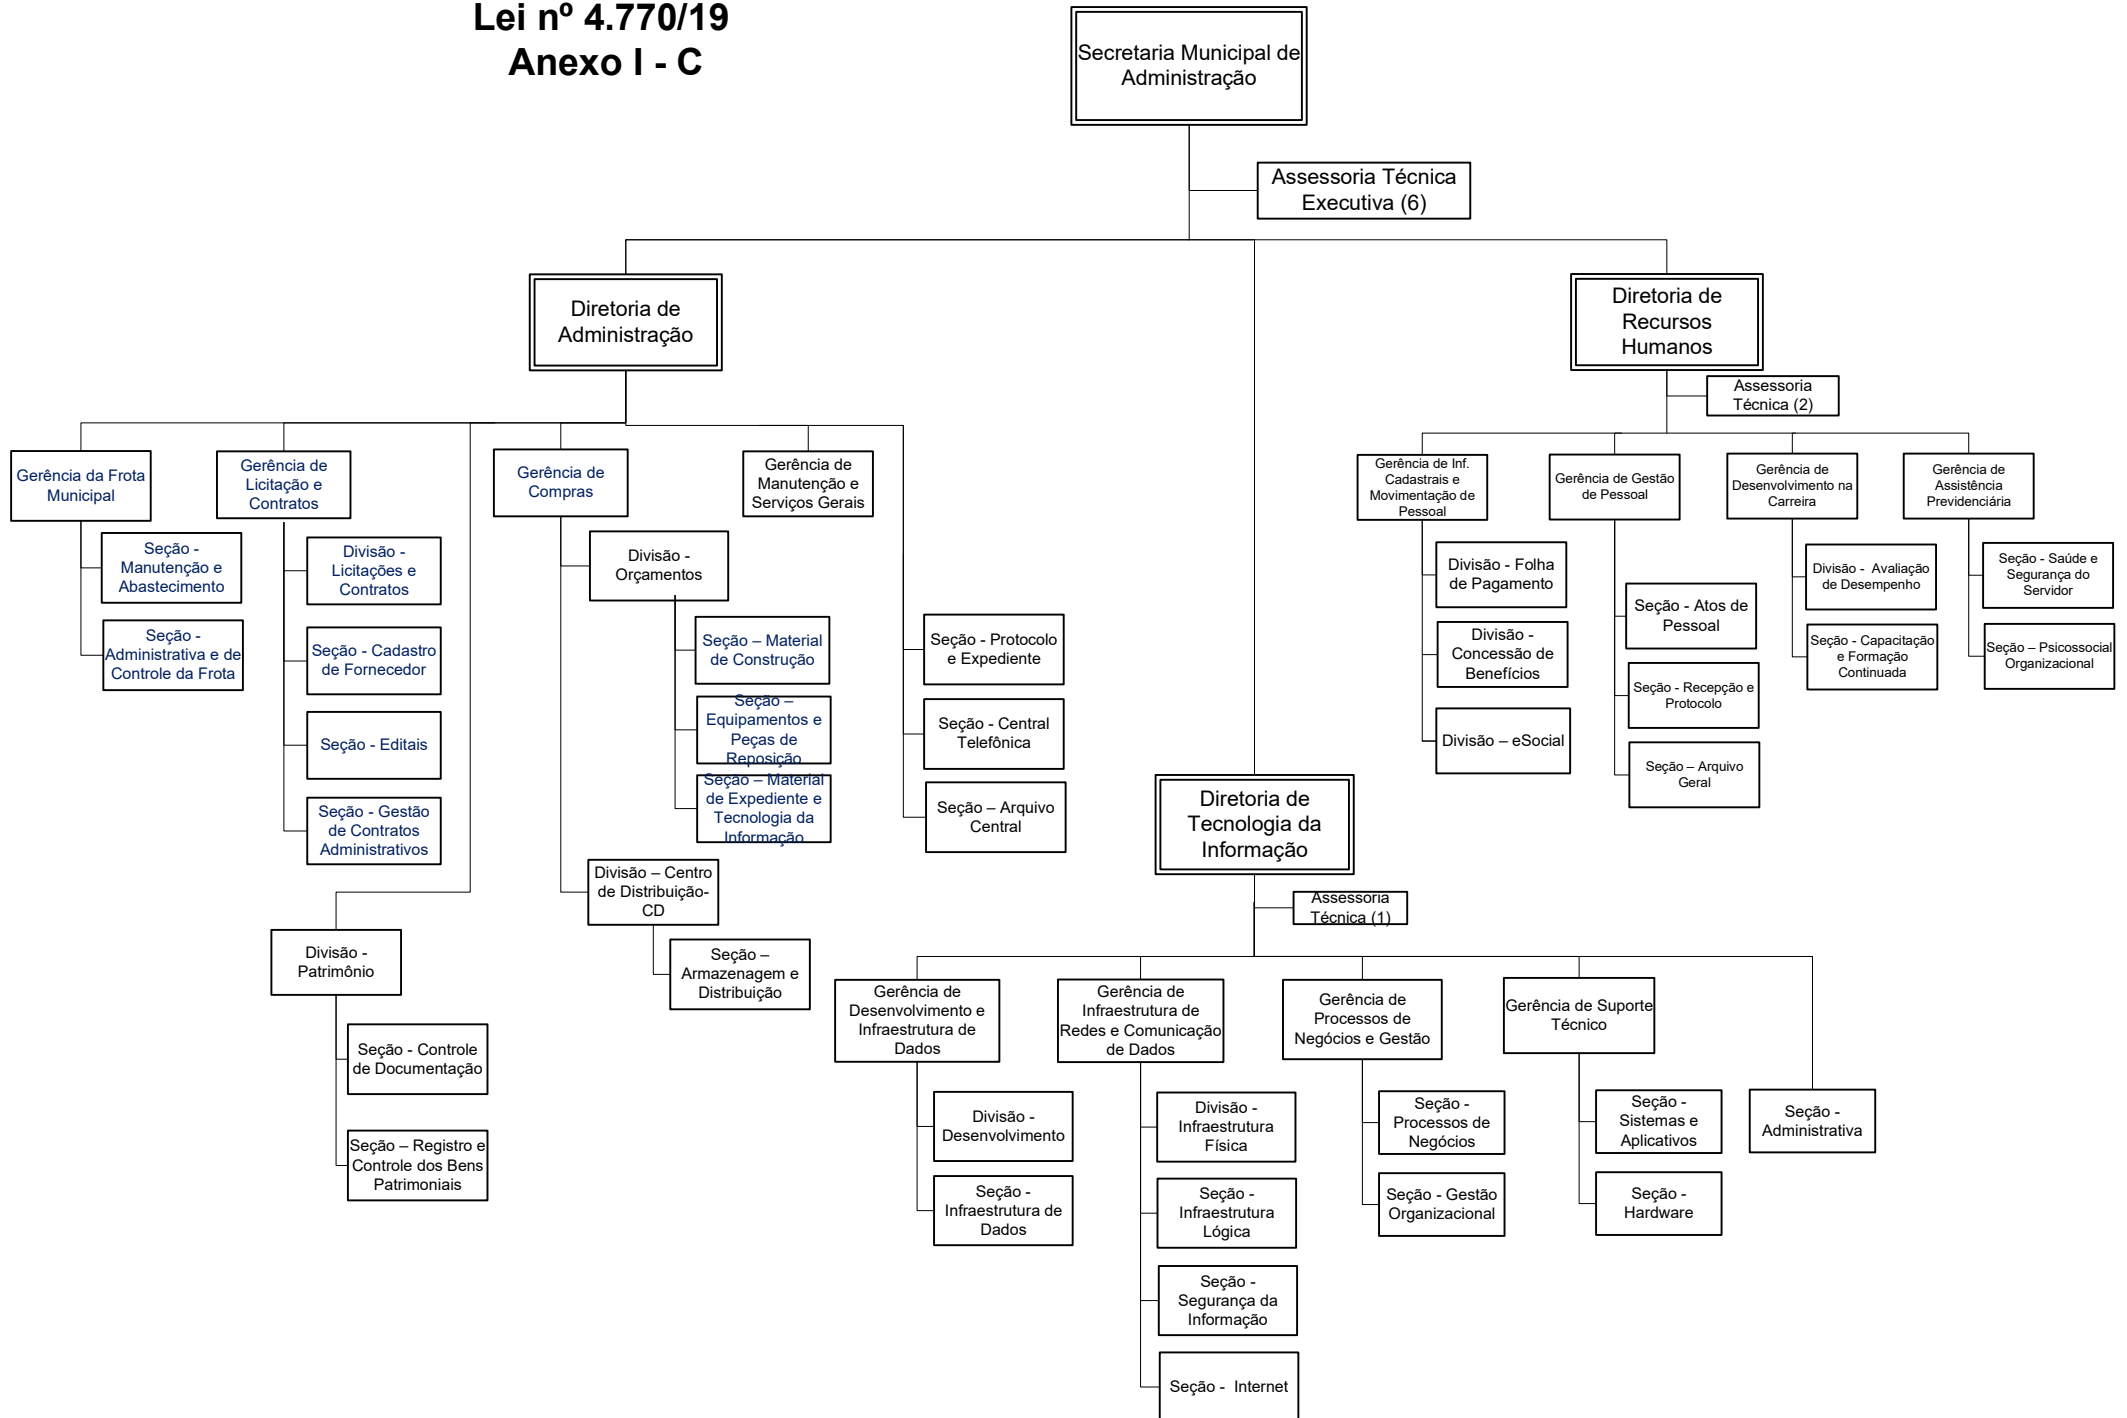 Lei nº 4.770/19
Anexo I - C
Secretaria Municipal de
Administração
Assessoria Técnica
Executiva (6)
Diretoria de
Administração
Diretoria de
Recursos
Humanos
Assessoria
Técnica (2)
Gerência da Frota
Municipal
Seção -
Manutenção e
Abastecimento
Seção -
Administrativa e de
Controle da Frota
Gerência de
Licitação e
Contratos
Divisão -
Licitações e
Contratos
Seção - Cadastro
de Fornecedor
Seção - Editais
Seção - Gestão
de Contratos
Administrativos
Divisão -
Patrimônio
Seção - Controle
de Documentação
Seção – Registro e
Controle dos Bens
Patrimoniais
Gerência de
Compras
Divisão -
Orçamentos
Seção – Material
de Construção
Seção –
Equipamentos e
Peças de
Reposição
Seção – Material
de Expediente e
Tecnologia da
Informação
Divisão – Centro
de Distribuição-
CD
Seção –
Armazenagem e
Distribuição
Gerência de
Manutenção e
Serviços Gerais
Seção - Protocolo
e Expediente
Seção - Central
Telefônica
Seção – Arquivo
Central
Gerência de Inf.
Cadastrais e
Movimentação de
Pessoal
Divisão - Folha
de Pagamento
Divisão -
Concessão de
Benefícios
Divisão – eSocial
Gerência de Gestão
de Pessoal
Seção - Atos de
Pessoal
Seção - Recepção e
Protocolo
Seção – Arquivo
Geral
Gerência de
Desenvolvimento na
Carreira
Divisão -  Avaliação
de Desempenho
Seção - Capacitação
e Formação
Continuada
Gerência de
Assistência
Previdenciária
Seção - Saúde e
Segurança do
Servidor
Seção – Psicossocial
Organizacional
Diretoria de
Tecnologia da
Informação
Assessoria
Técnica (1)
Gerência de
Desenvolvimento e
Infraestrutura de
Dados
Divisão -
Desenvolvimento
Seção -
Infraestrutura de
Dados
Gerência de
Infraestrutura de
Redes e Comunicação
de Dados
Divisão -
Infraestrutura
Física
Seção -
Infraestrutura
Lógica
Seção -
Segurança da
Informação
Seção -  Internet
Gerência de
Processos de
Negócios e Gestão
Seção -
Processos de
Negócios
Seção - Gestão
Organizacional
Gerência de Suporte
Técnico
Seção -
Sistemas e
Aplicativos
Seção -
Hardware
Seção -
Administrativa